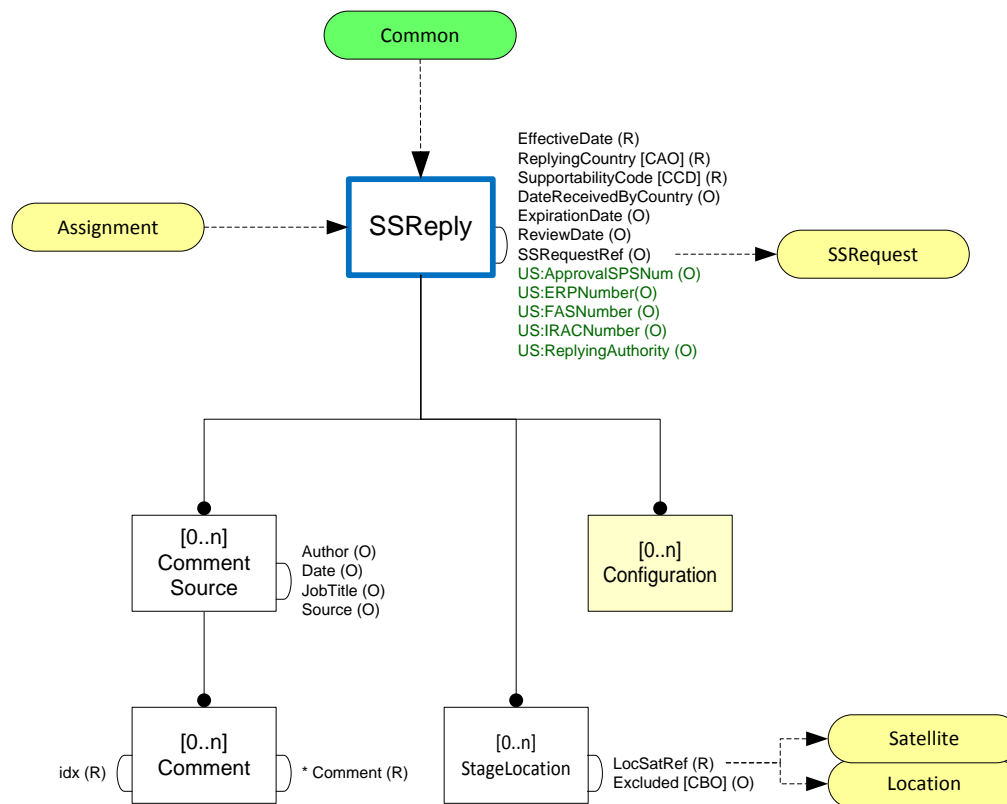 Common
EffectiveDate (R)
ReplyingCountry [CAO] (R)
SupportabilityCode [CCD] (R)
DateReceivedByCountry (O)
ExpirationDate (O)
ReviewDate (O)
SSRequestRef (O)
US:ApprovalSPSNum (O)
US:ERPNumber(O)
US:FASNumber (O)
US:IRACNumber (O)
US:ReplyingAuthority (O)
Assignment
SSReply
SSRequest
[0..n]
Comment
Source
Author (O)
Date (O)
JobTitle (O)
Source (O)
[0..n]
Configuration
idx (R)
[0..n]
Comment
* Comment (R)
[0..n]
StageLocation
LocSatRef (R)
Excluded [CBO] (O)
Satellite
Location